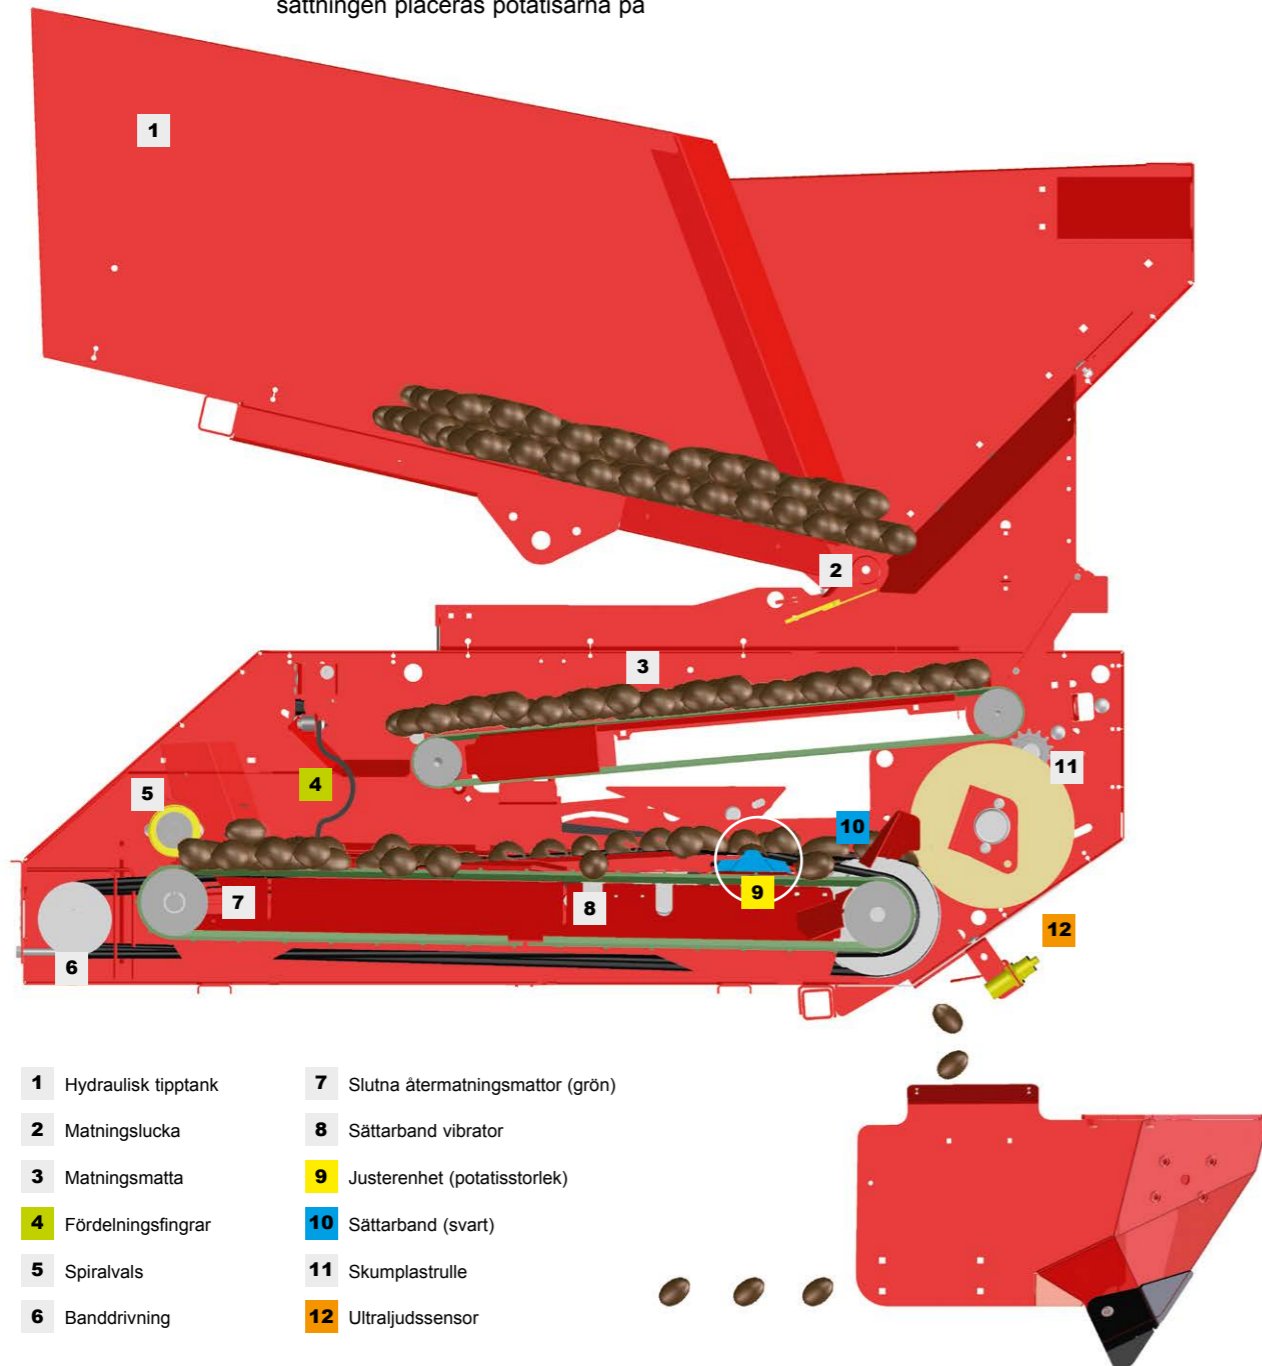 sättningen placeras potatisarna på
1
2
3
4
5
11
10
9
7
8
12
6
1 Hydraulisk tipptank
2 Matningslucka
3 Matningsmatta
4 Fördelningsfingrar
5 Spiralvals
6 Banddrivning
7 Slutna återmatningsmattor (grön)
8 Sättarband vibrator
9 Justerenhet (potatisstorlek)
10 Sättarband (svart)
11 Skumplastrulle
12 Ultraljudssensor